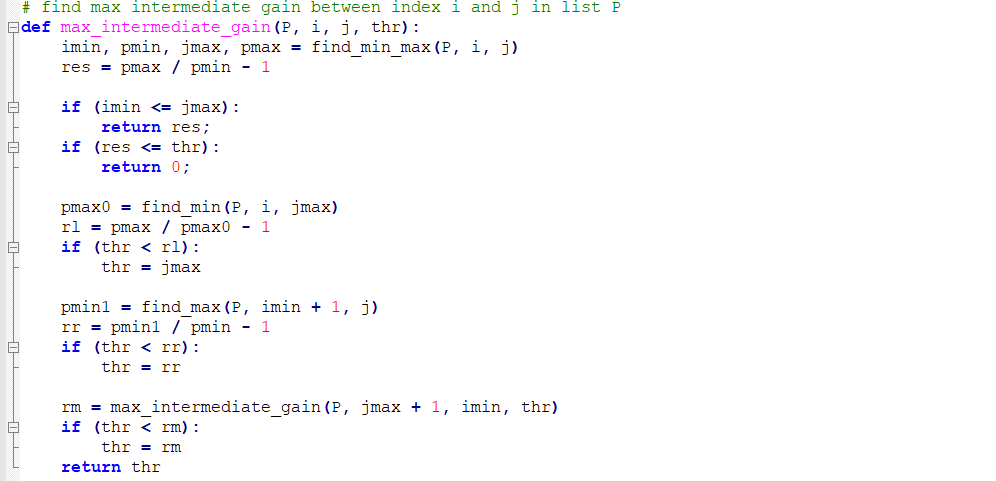 # find max intermediate gain between index i and j in list P
def max_intermediate_gain(P, i, j, thr):
    imin, pmin, jmax, pmax = find_min_max(P, i, j)
    res = pmax / pmin - 1

    if (imin <= jmax):
        return res;
    if (res <= thr):
        return 0;

    pmax0 = find_min(P, i, jmax)
    rl = pmax / pmax0 - 1
    if (thr < rl):
        thr = jmax

    pmin1 = find_max(P, imin + 1, j)
    rr = pmin1 / pmin - 1
    if (thr < rr):
        thr = rr

    rm = max_intermediate_gain(P, jmax + 1, imin, thr)
    if (thr < rm):
        thr = rm
    return thr